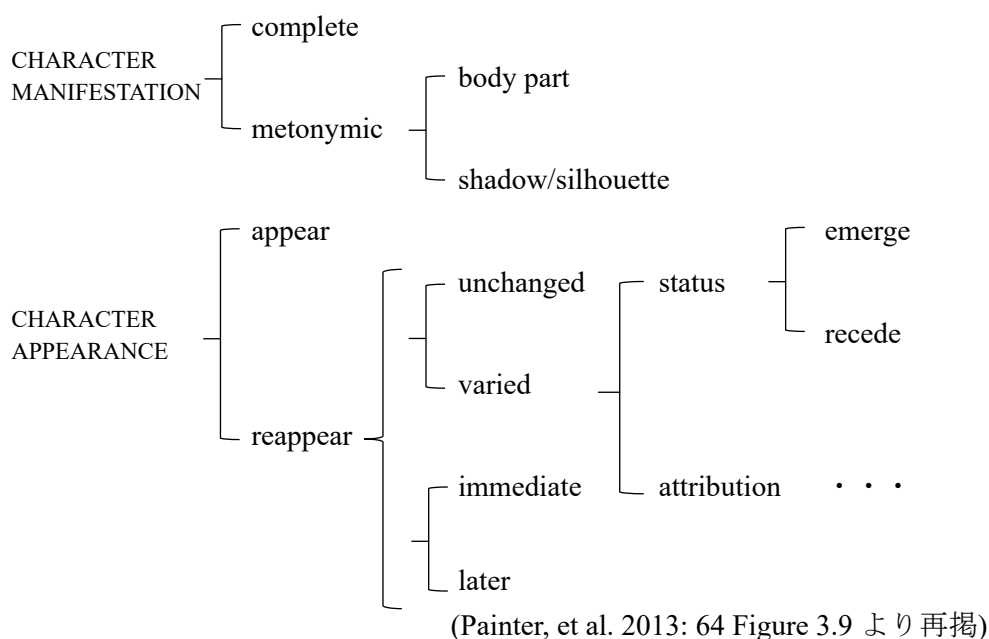 complete
CHARACTER
MANIFESTATION
body part
metonymic
shadow/silhouette
appear
emerge
unchanged
status
CHARACTER
APPEARANCE
recede
varied
reappear
immediate
attribution ・・・
later
(Painter, et al. 2013: 64 Figure 3.9 より再掲)